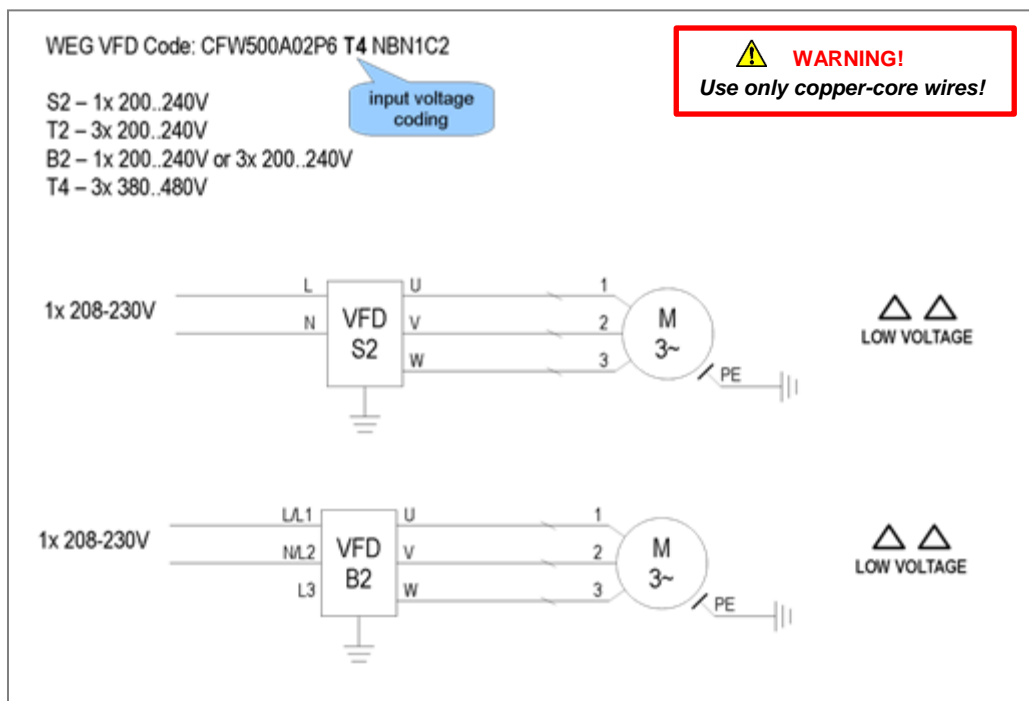 WEG VFD Code: CFW500A02P6 T4 NBN1C2
WARNING!
Use only copper-core wires!
input voltage
coding
S2 – 1x 200..240V
T2 – 3x 200..240V
B2 – 1x 200..240V or 3x 200..240V
T4 – 3x 380..480V
1x 208-230V
L
N
VFD
S2
U
V
W
1
2
3
M
3~
PE
LOW VOLTAGE
1x 208-230V
L/L1
N/L2
L3
VFD
B2
U
V
W
1
2
3
M
3~
PE
LOW VOLTAGE